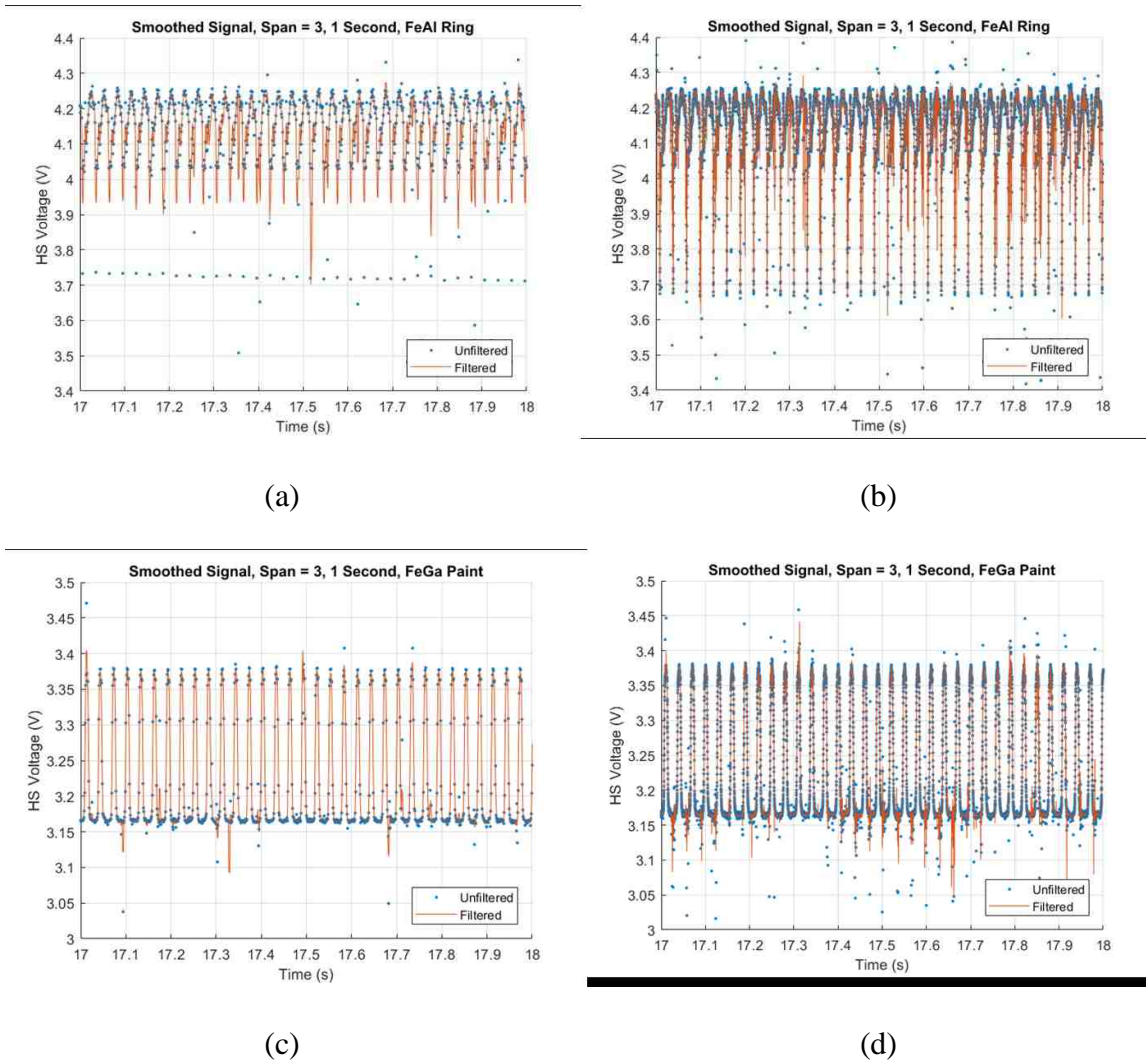 Smoothed Signal, Span = 3, 1 Second, FeAl Ring
4.4
4.3
4.2
4.1
4
3.9
3.8
3.7
3.6
3.5
3.4
HS Voltage (V)
Unfiltered
Filtered
17 17.1 17.2 17.3 17.4 17.5 17.6 17.7 17.8 17.9 18
Time (s)
(a)
Smoothed Signal, Span = 3, 1 Second, FeAl Ring
4.4
4.3
4.2
4.1
4
3.9
3.8
3.7
3.6
3.5
3.4
HS Voltage (V)
Unfiltered
Filtered
17 17.1 17.2 17.3 17.4 17.5 17.6 17.7 17.8 17.9 18
Time (s)
(b)
Smoothed Signal, Span = 3, 1 Second, FeGa Paint
3.5
3.45
3.4
3.35
3.3
3.25
3.2
3.15
3.1
3.05
3
HS Voltage (V)
Unfiltered
Filtered
17 17.1 17.2 17.3 17.4 17.5 17.6 17.7 17.8 17.9 18
Time (s)
(c)
Smoothed Signal, Span = 3, 1 Second, FeGa Paint
3.5
3.45
3.4
3.35
3.3
3.25
3.2
3.15
3.1
3.05
3
HS Voltage (V)
Unfiltered
Filtered
17 17.1 17.2 17.3 17.4 17.5 17.6 17.7 17.8 17.9 18
Time (s)
(d)